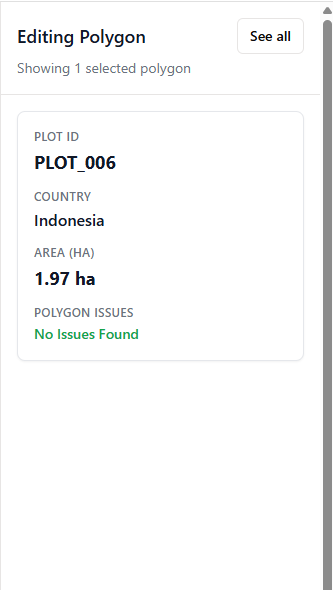 Editing Polygon
See all
Showing 1 selected polygon
PLOT ID
PLOT_006
COUNTRY
Indonesia
AREA (HA)
1.97 ha
POLYGON ISSUES
No Issues Found